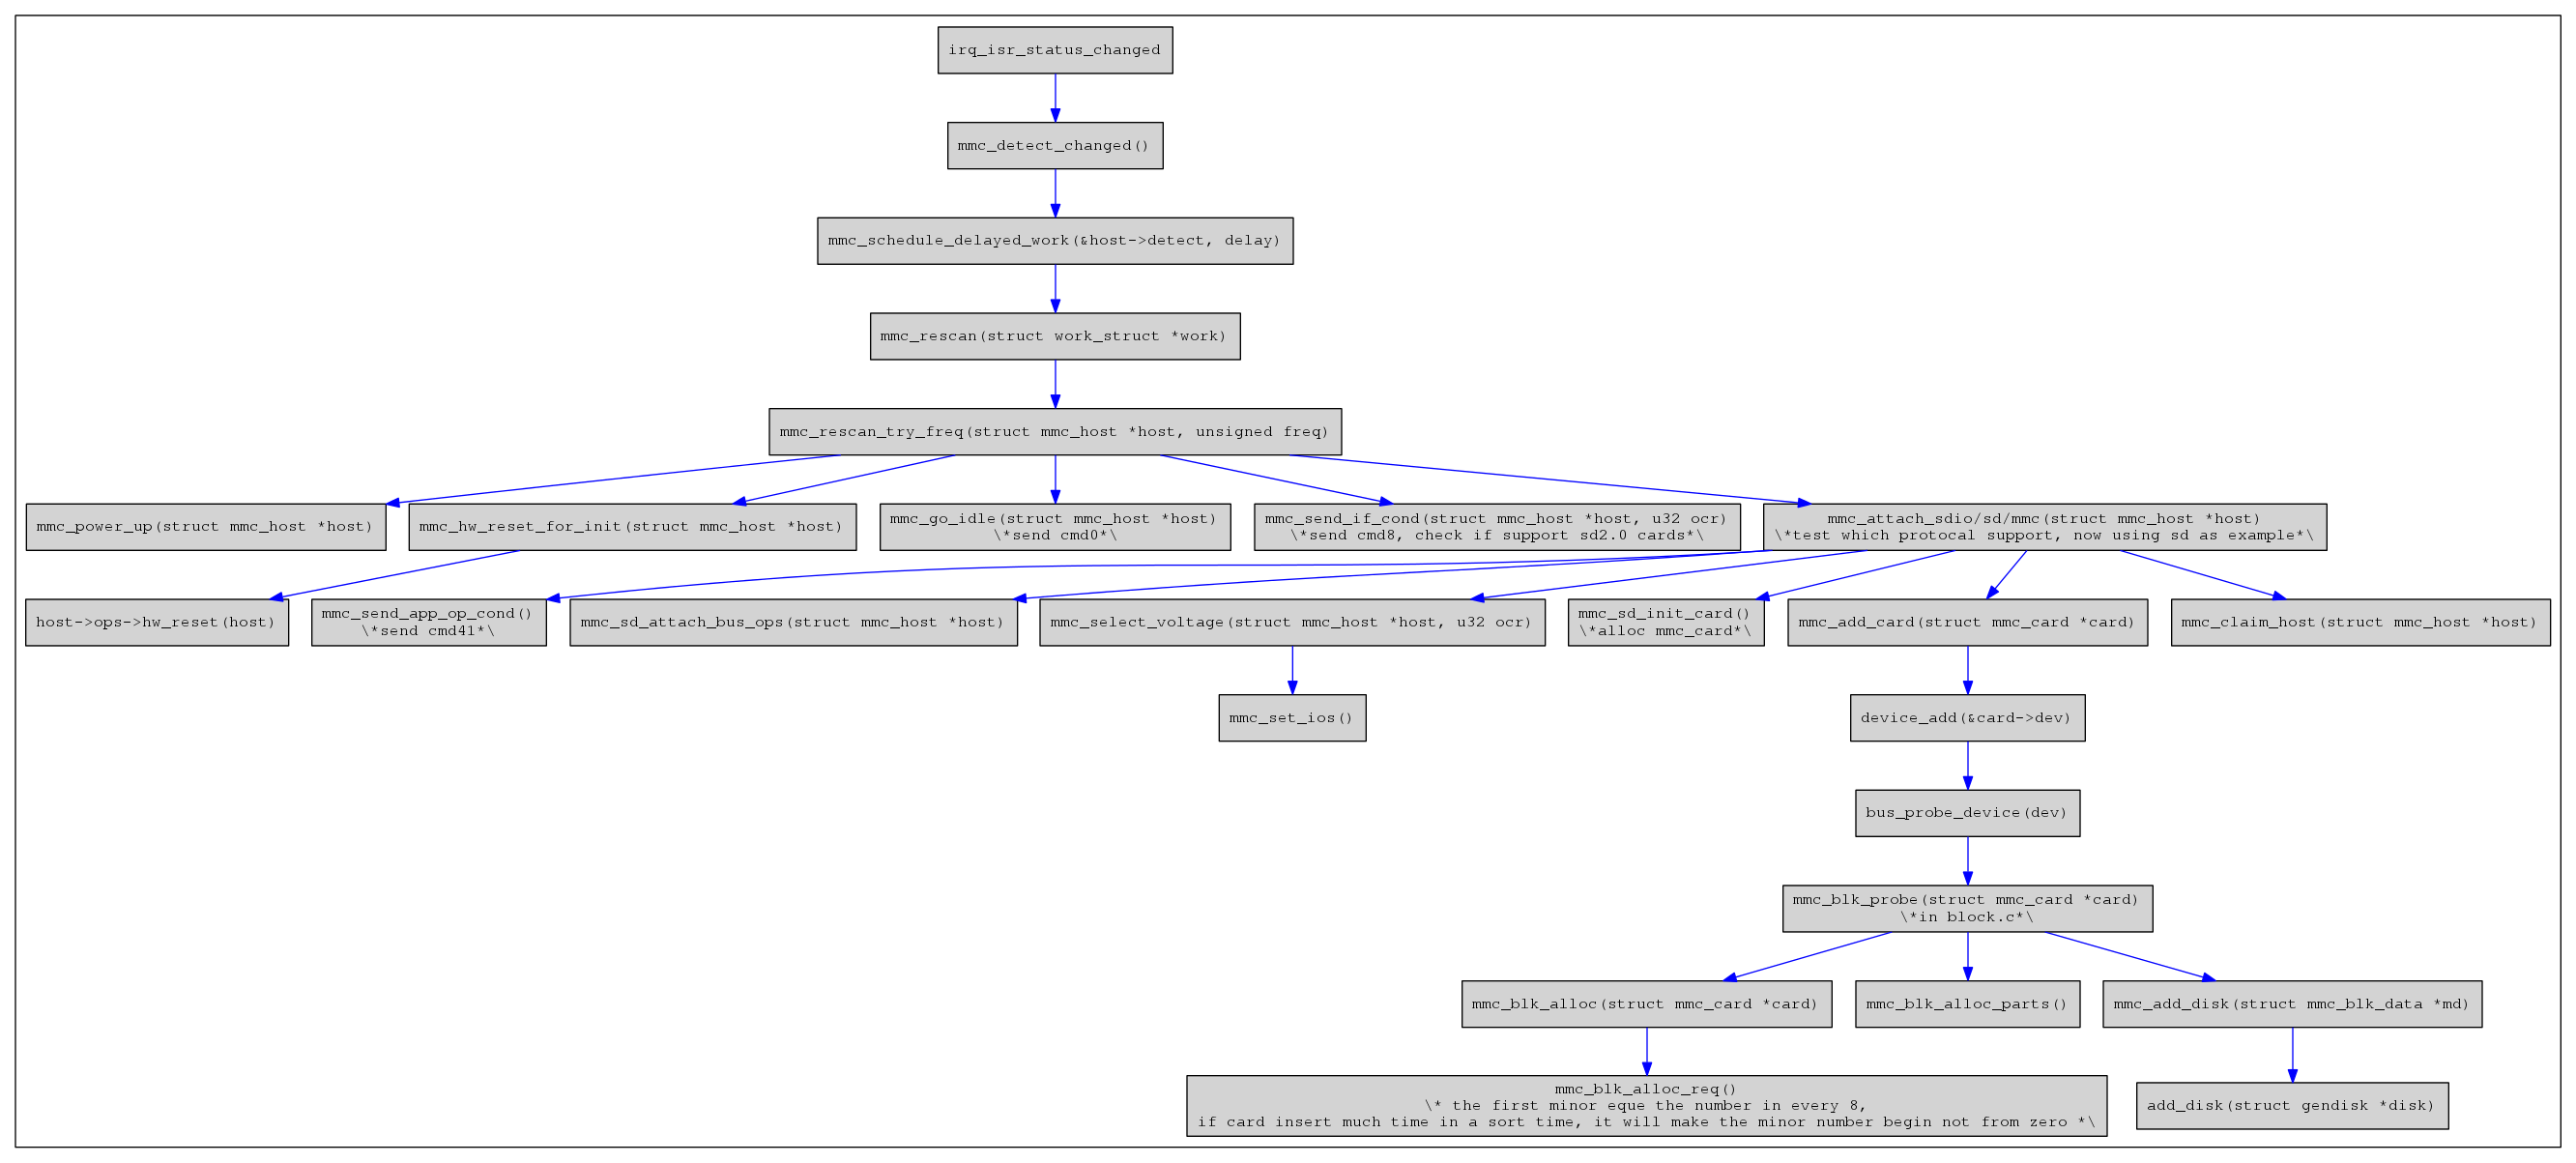 irq_isr_status_changed
mmc_detect_changed()
mmc_schedule_delayed_work(&host->detect, delay)
mmc_rescan(struct work_struct *work)
mmc_rescan_try_freq(struct mmc_host *host, unsigned freq)
mmc_power_up(struct mmc_host *host)
mmc_hw_reset_for_init(struct mmc_host *host)
mmc_go_idle(struct mmc_host *host)
\*send cmd0*\
mmc_send_if_cond(struct mmc_host *host, u32 ocr)
\*send cmd8, check if support sd2.0 cards*\
mmc_attach_sdio/sd/mmc(struct mmc_host *host)
\*test which protocal support, now using sd as example*\
host->ops->hw_reset(host)
mmc_send_app_op_cond()
\*send cmd41*\
mmc_sd_attach_bus_ops(struct mmc_host *host)
mmc_select_voltage(struct mmc_host *host, u32 ocr)
mmc_sd_init_card()
\*alloc mmc_card*\
mmc_add_card(struct mmc_card *card)
mmc_claim_host(struct mmc_host *host)
mmc_set_ios()
device_add(&card->dev)
bus_probe_device(dev)
mmc_blk_probe(struct mmc_card *card)
\*in block.c*\
mmc_blk_alloc(struct mmc_card *card)
mmc_blk_alloc_parts()
mmc_add_disk(struct mmc_blk_data *md)
mmc_blk_alloc_req()
\* the first minor eque the number in every 8,
if card insert much time in a sort time, it will make the minor number begin not from zero *\
add_disk(struct gendisk *disk)